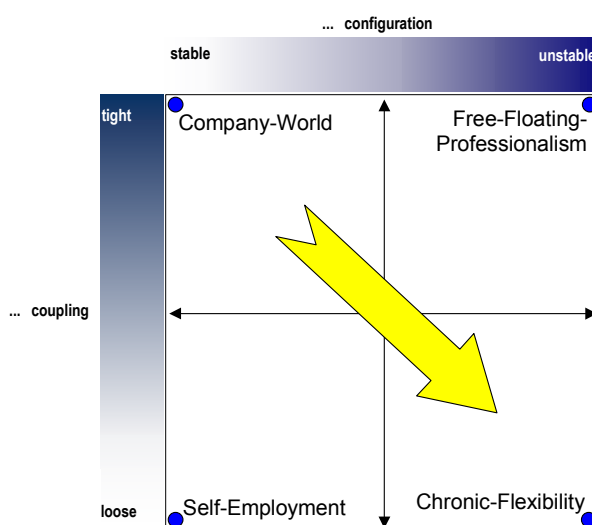 ... configuration
stable
unstable
tight
Company-World
Free-Floating-
Professionalism
... coupling
loose
Self-Employment
Chronic-Flexibility